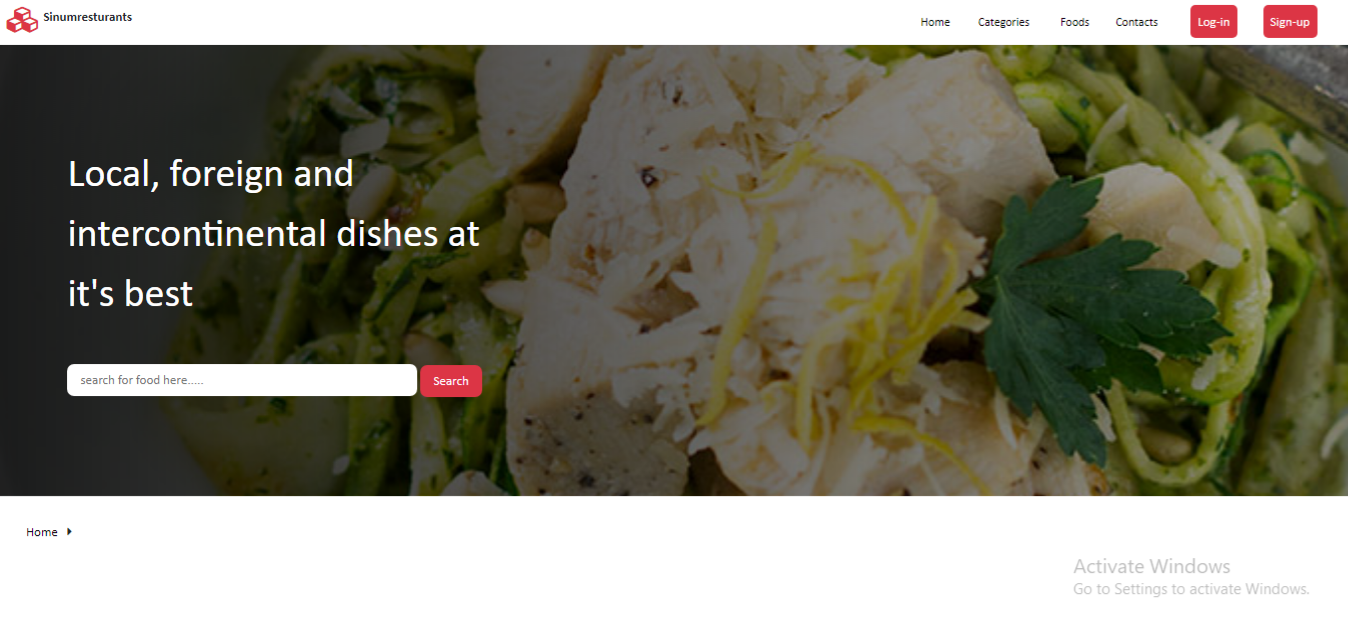 Sinumresturants
Home Categories Foods Contacts Log-in Sign-up
Local, foreign and
intercontinental dishes at
it's best
search for food here.....
Search
Home
Activate Windows
Go to Settings to activate Windows.